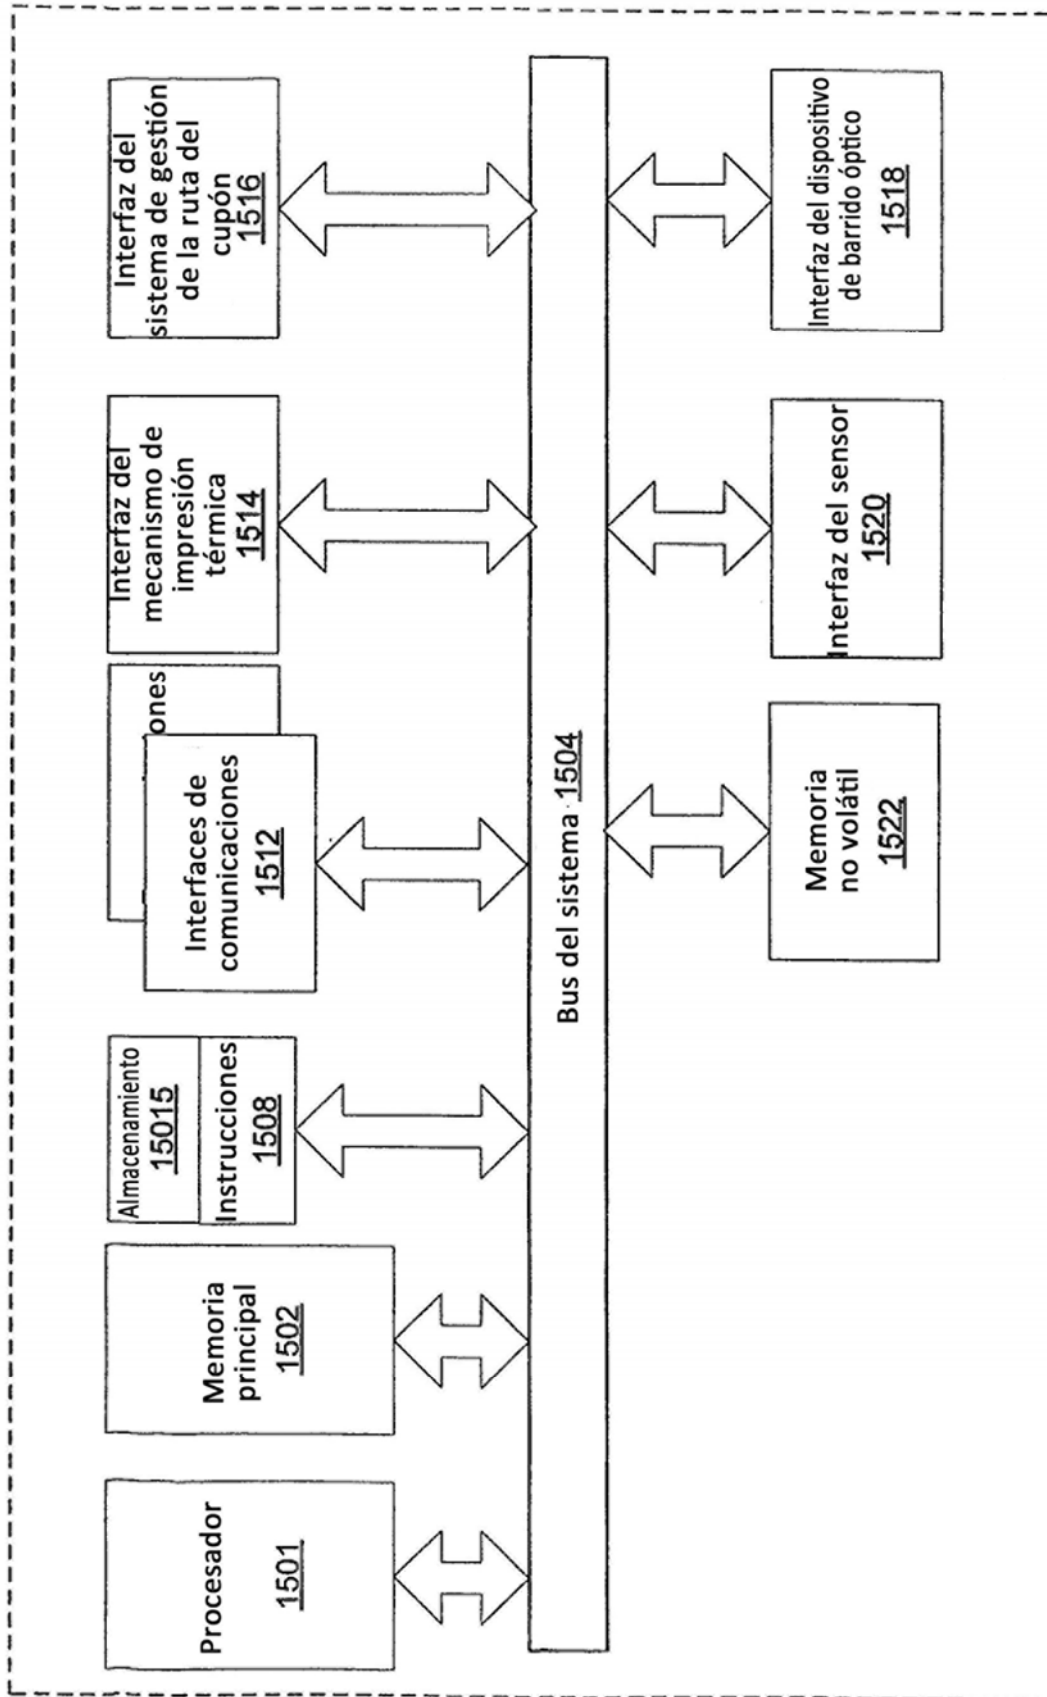 Procesador
1501
Memoria
principal
1502
Almacenamiento
15015
Instrucciones
1508
ones
Interfaces de
comunicaciones
1512
Interfaz del
mecanismo de
impresión
térmica
1514
Interfaz del
sistema de gestión
de la ruta del
cupón
1516
Bus del sistema 1504
Memoria
no volátil
1522
Interfaz del sensor
1520
Interfaz del dispositivo
de barrido óptico
1518